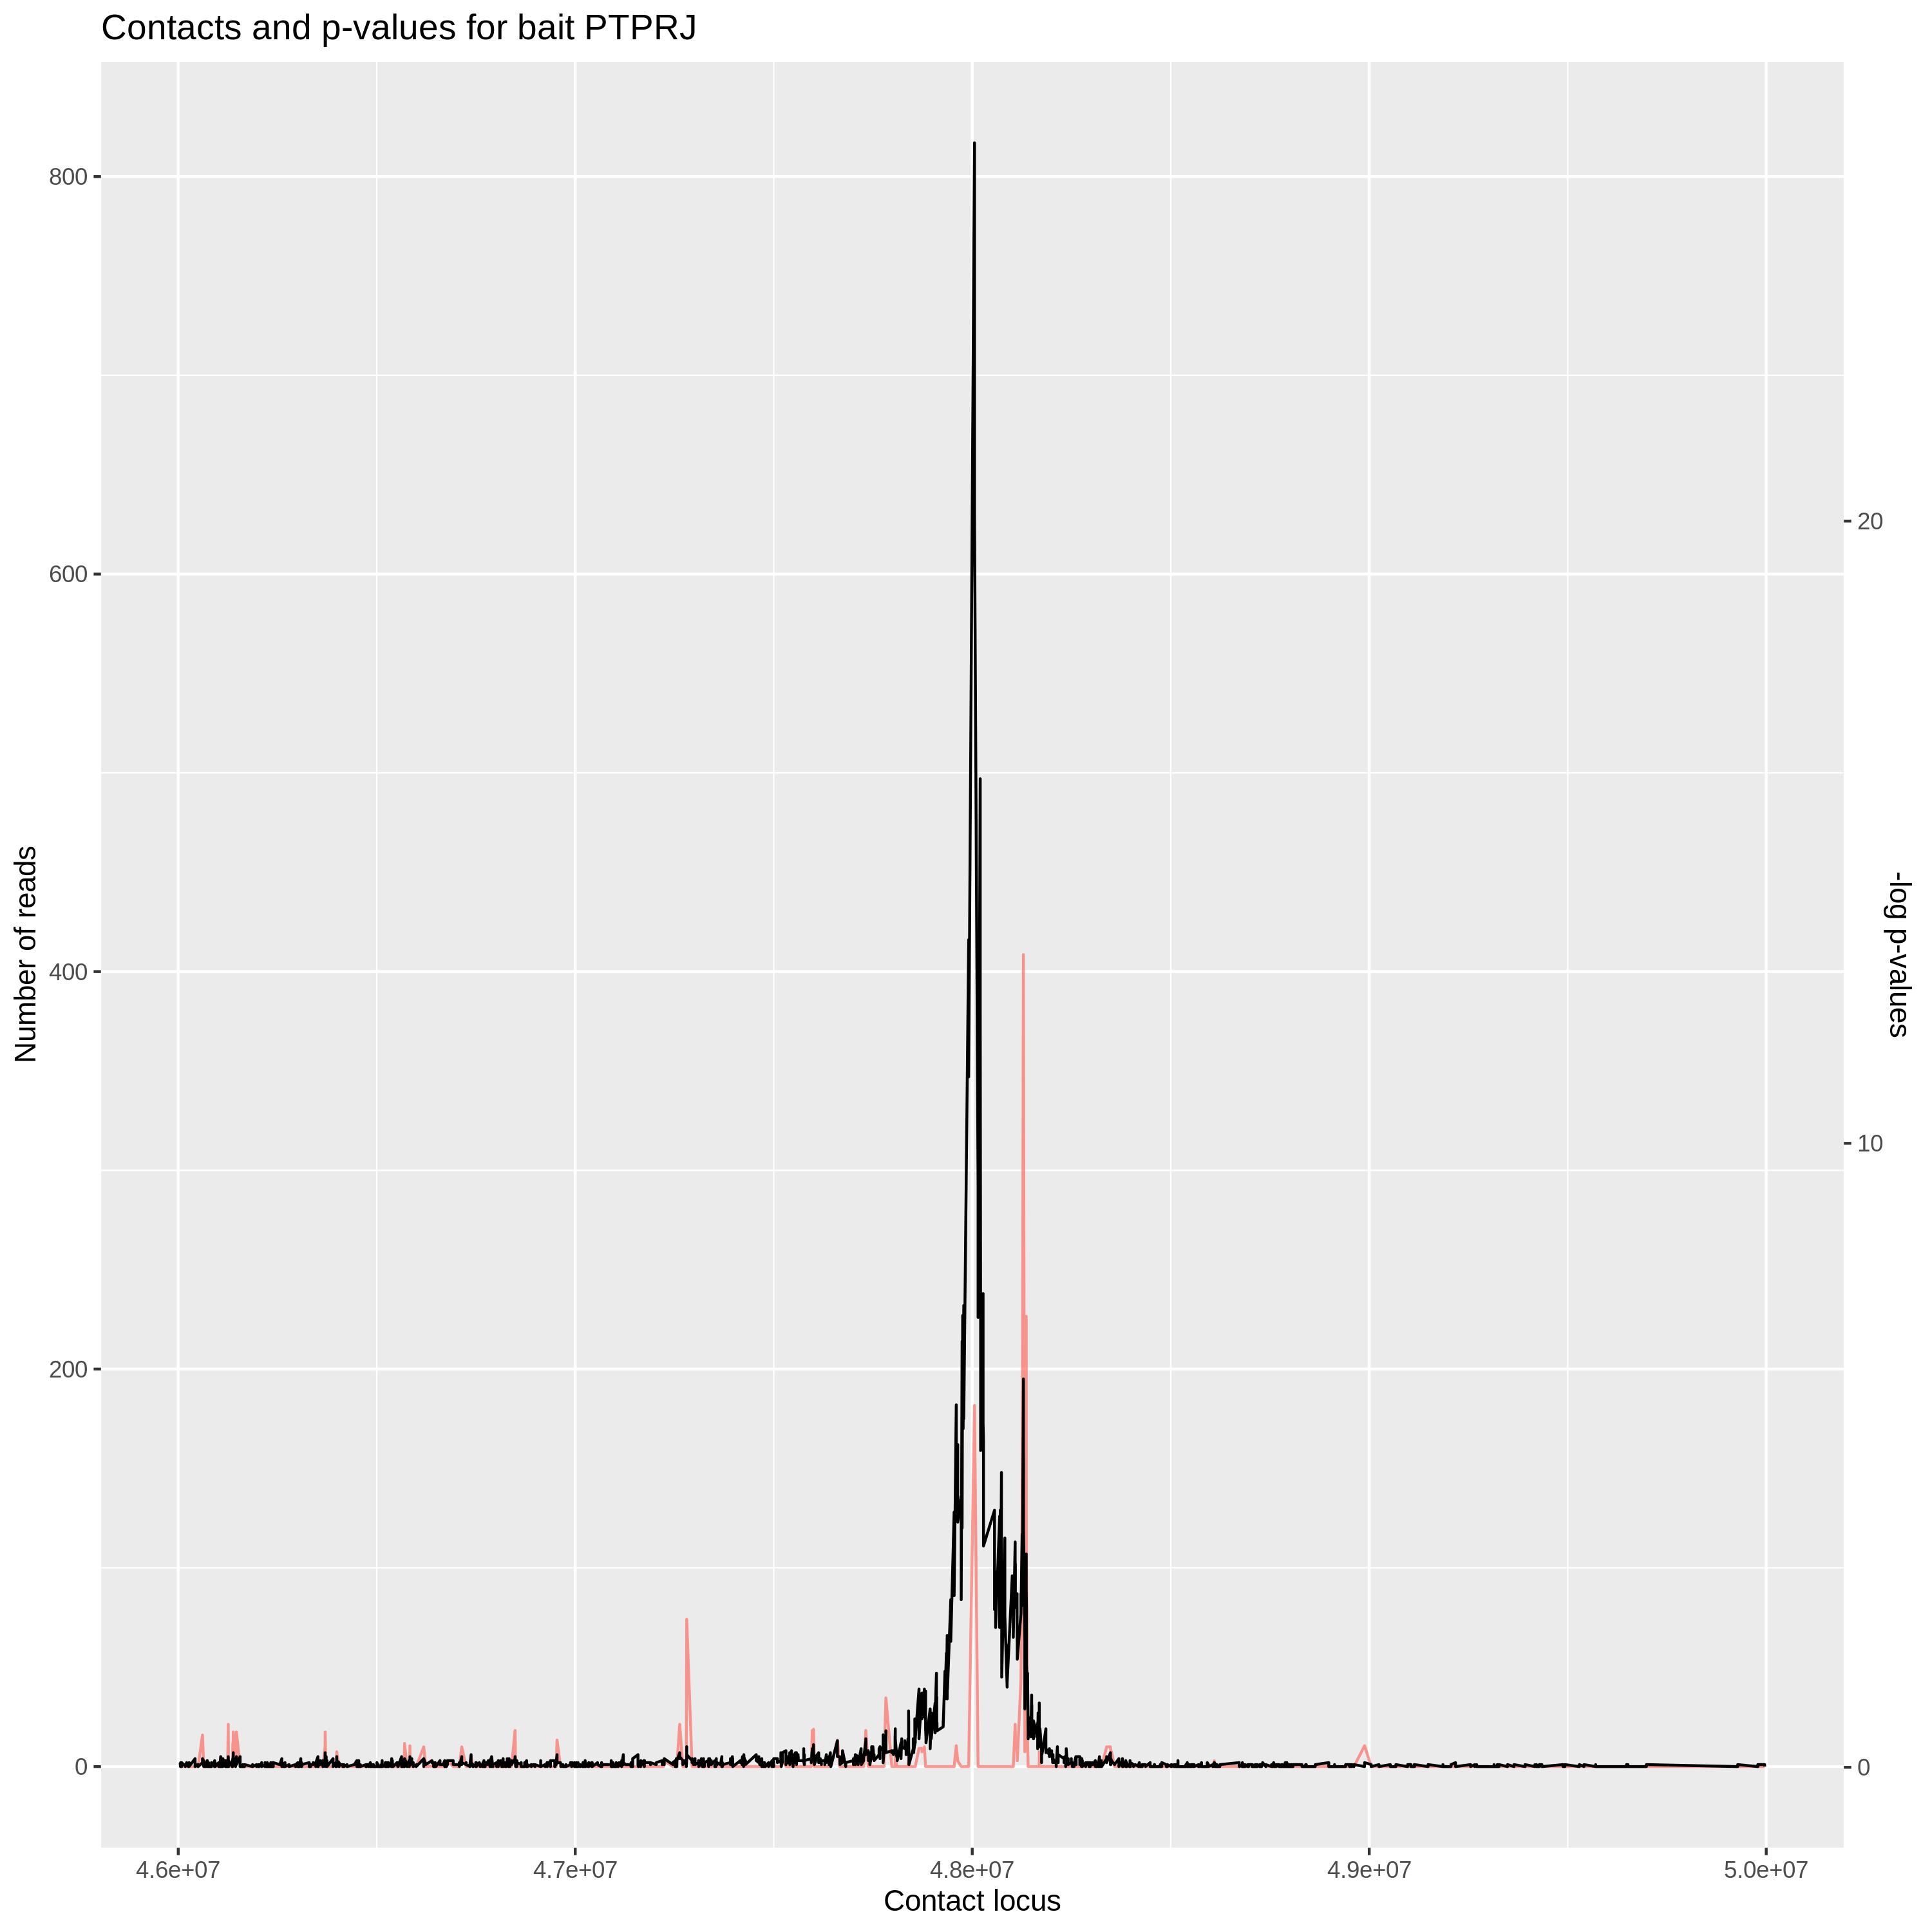 Contacts and p-values for bait PTPRJ
800
600
400
200
0
Number of reads
20
10
0
-log p-values
4.6e+07
4.7e+07
4.8e+07
4.9e+07
5.0e+07
Contact locus